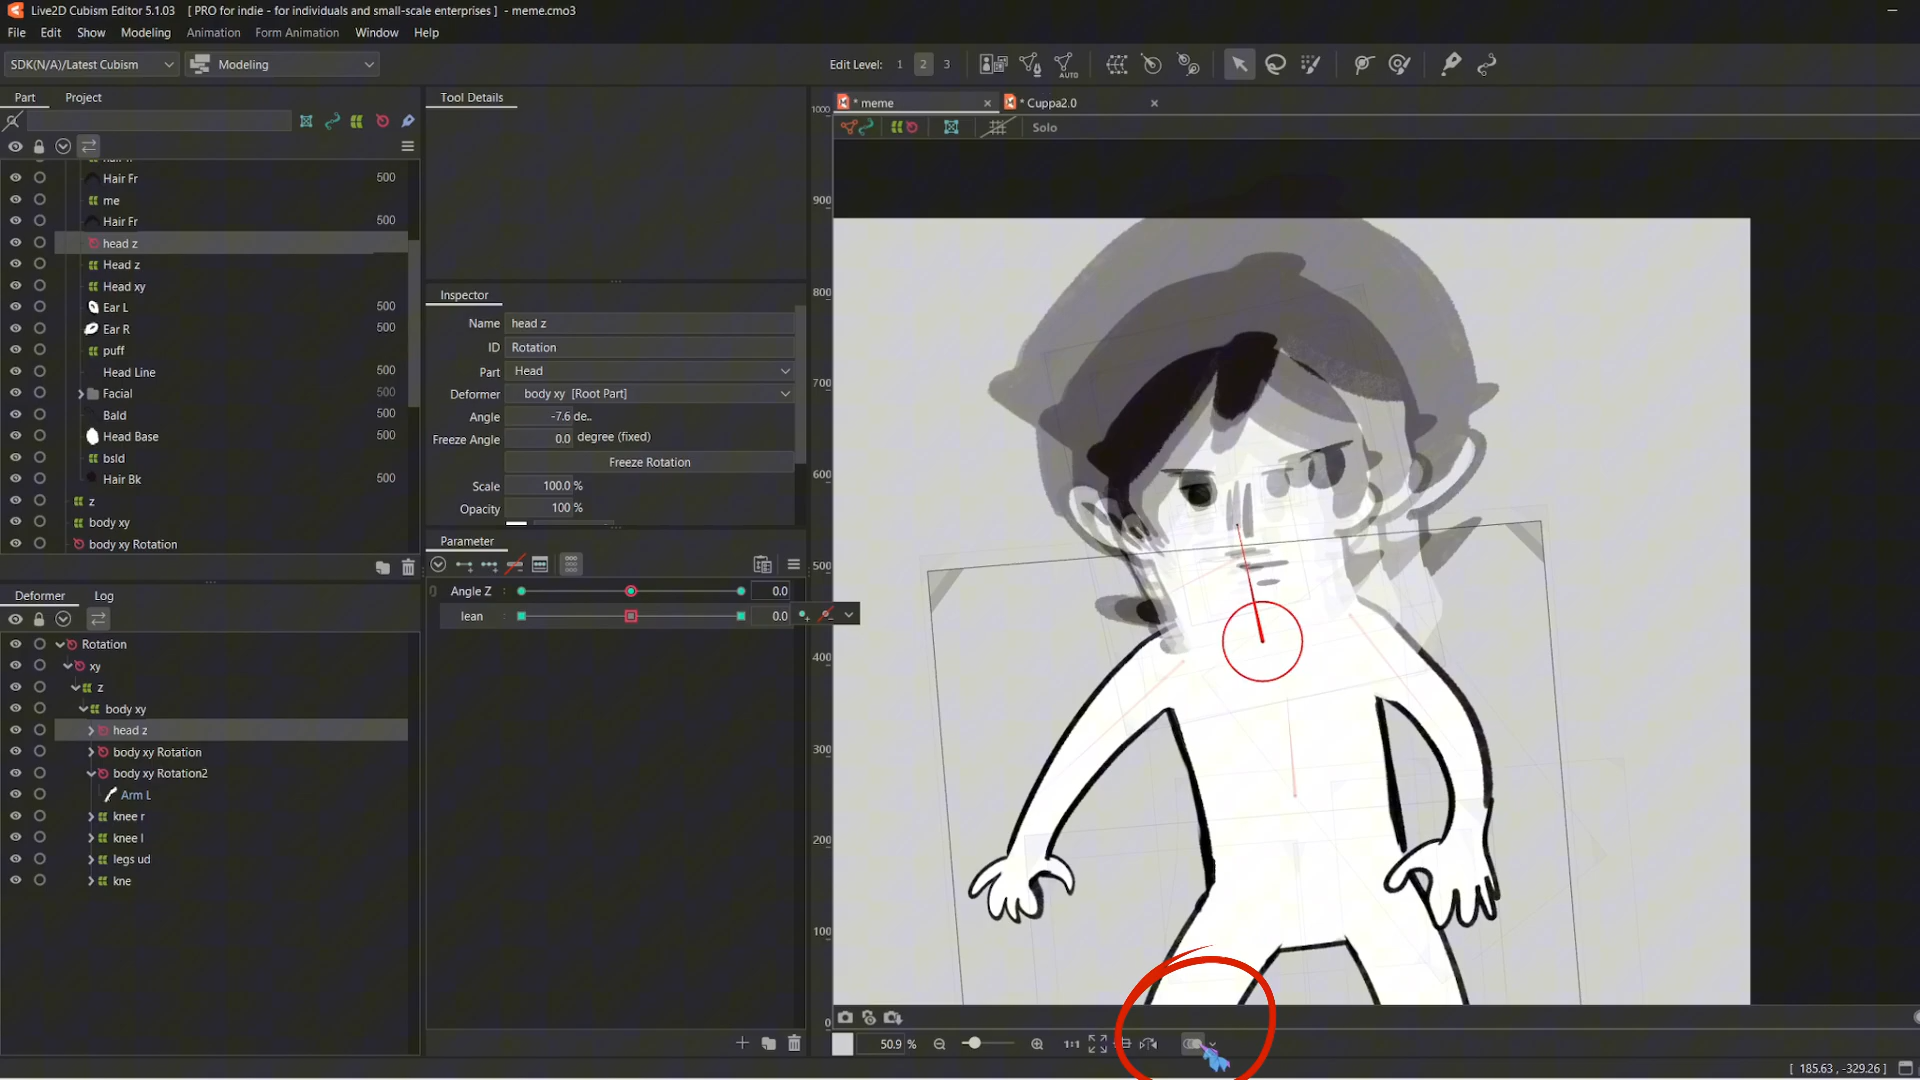 Live2D Cubism Editor 5.1.03 [ PRO for indie - for individuals and small-scale enterprises ] - meme.cmo3
File Edit Show Modeling Animation Form Animation Window Help
SDK(N/A)/Latest Cubism Modeling Edit Level: 1 2 3 AUTO
Part Project
Hair Fr 500
me
Hair Fr 500
head z
Head z
Head xy
Ear L 500
Ear R 500
puff
Head Line 500
Facial 500
Bald 500
Head Base 500
bsld
Hair Bk 500
z
body xy
body xy Rotation
Deformer Log
Rotation
xy
z
body xy
head z
body xy Rotation
body xy Rotation2
Arm L
knee r
knee l
legs ud
kne
Tool Details
Inspector
Name head z
ID Rotation
Part Head
Deformer body xy [Root Part]
Angle -7.6 de..
Freeze Angle 0.0 degree (fixed)
Freeze Rotation
Scale 100.0 %
Opacity 100 %
Parameter
Angle Z 0.0
lean 0.0
* meme * Cuppa2.0
Solo
1000
900
800
700
600
500
400
300
200
100
0
50.9 % 1:1
[ 185.63 , -329.26 ]